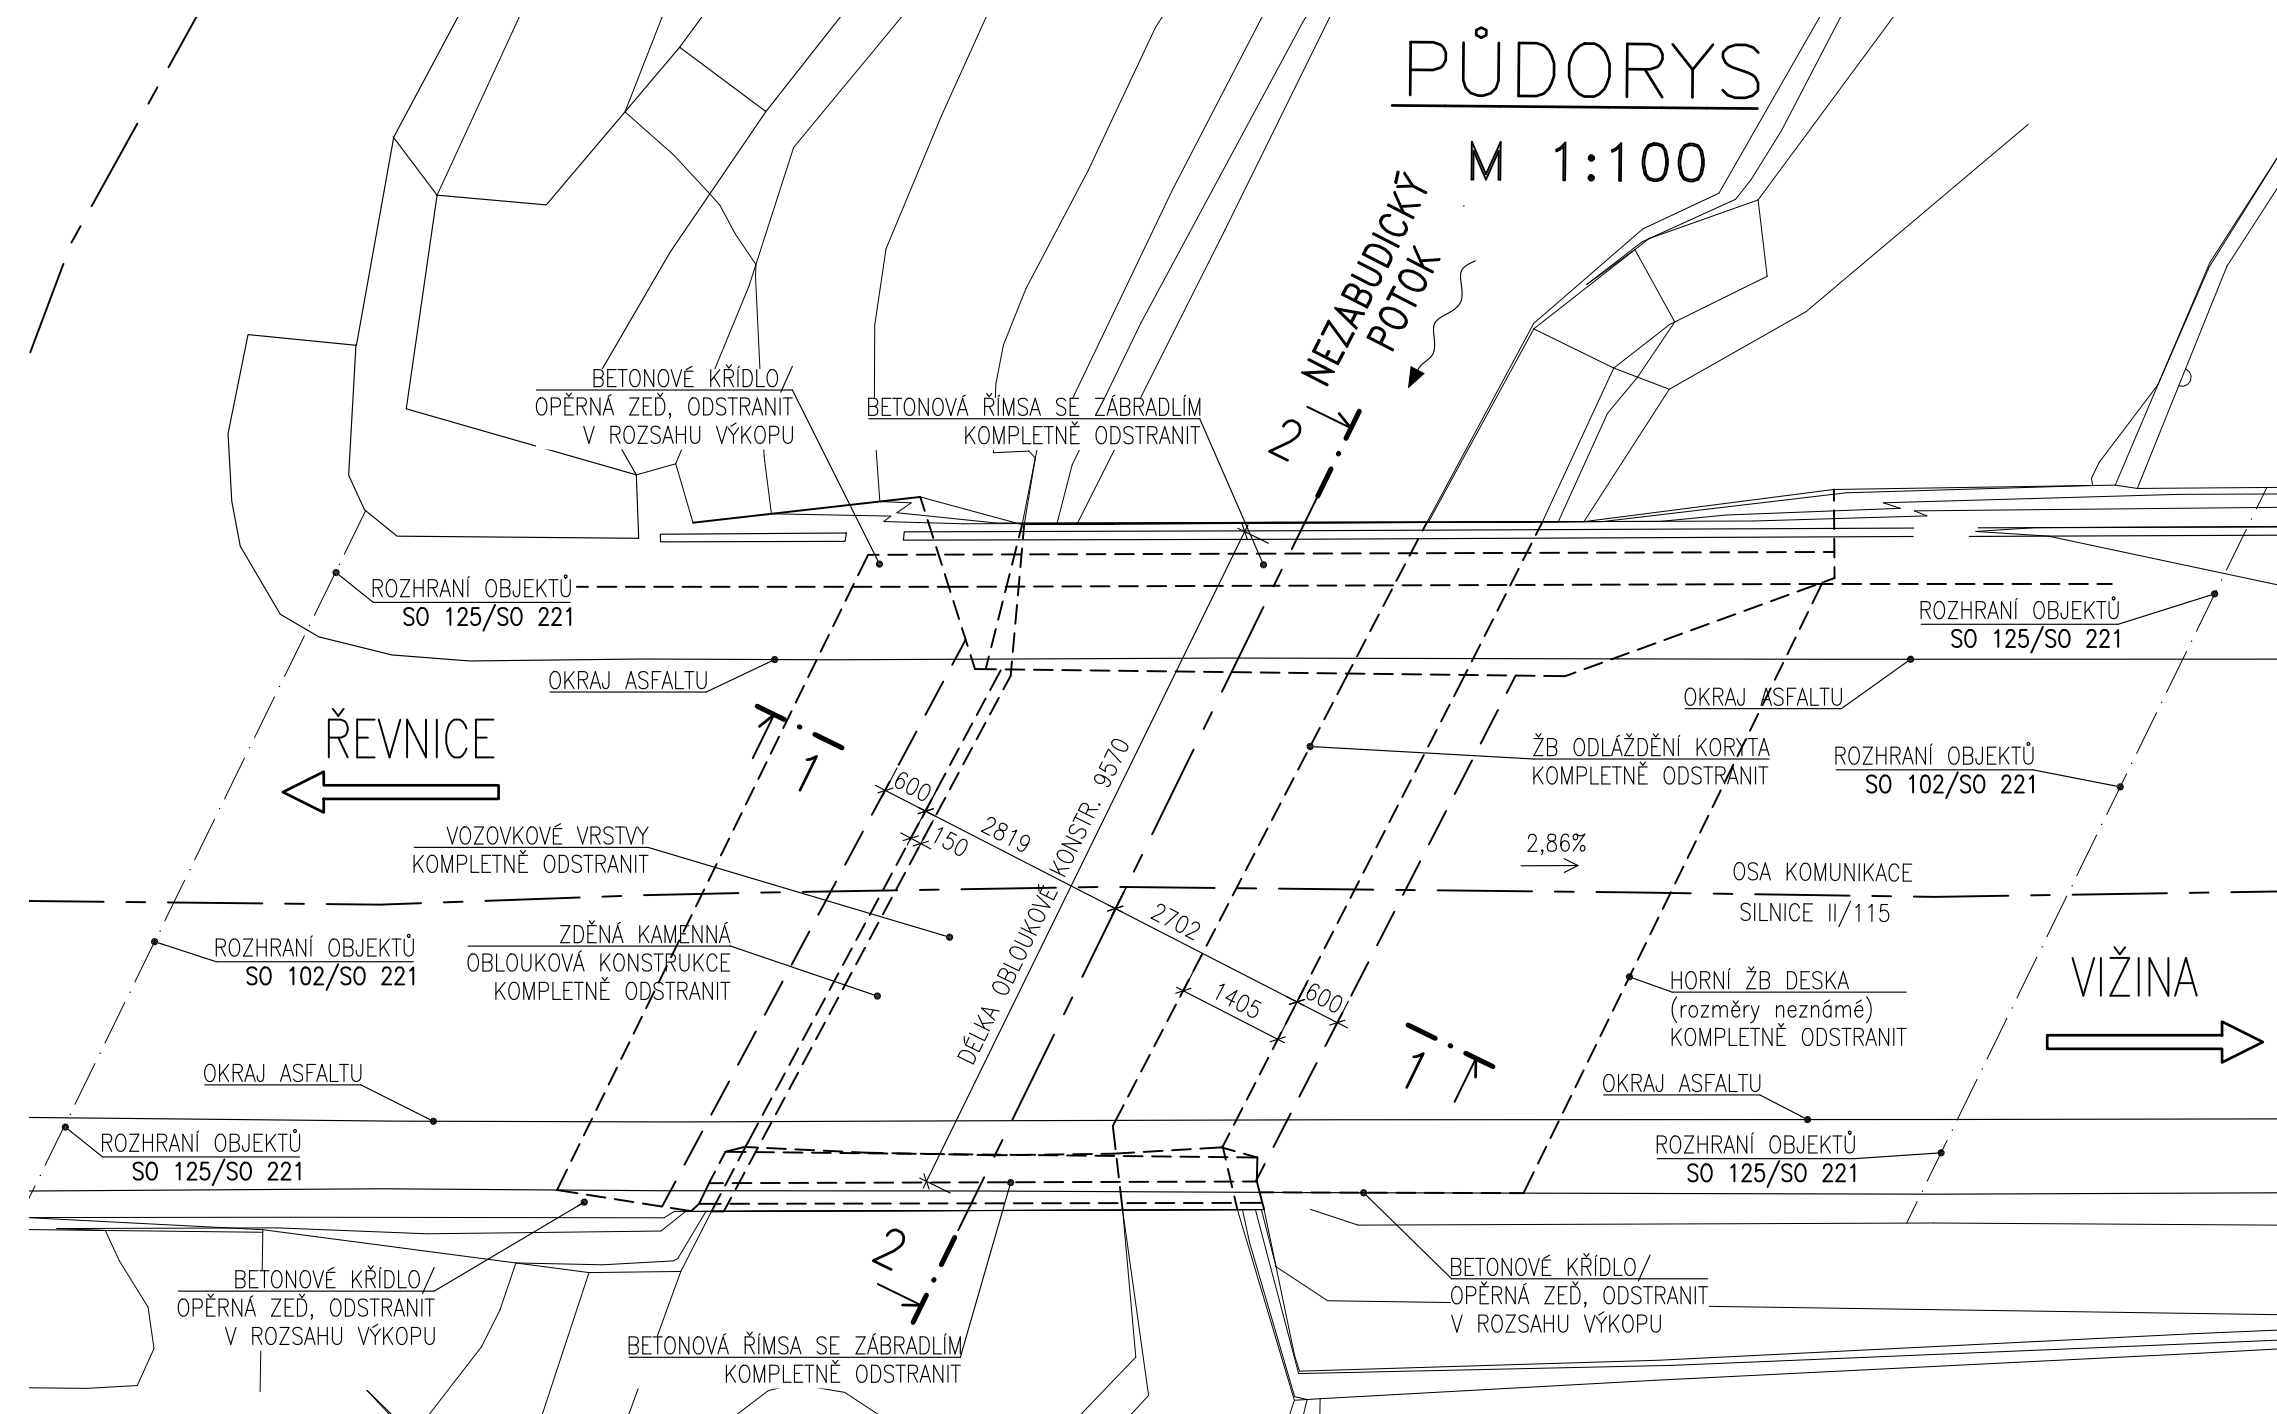 PŮDORYS
M 1:100
NEZABUDICKÝ
POTOK
BETONOVÉ KŘÍDLO/
OPĚRNÁ ZEĎ, ODSTRANIT
V ROZSAHU VÝKOPU
BETONOVÁ ŘÍMSA SE ZÁBRADLÍM
KOMPLETNĚ ODSTRANIT
2
ROZHRANÍ OBJEKTŮ
SO 125/SO 221
ROZHRANÍ OBJEKTŮ
SO 125/SO 221
OKRAJ ASFALTU
OKRAJ ASFALTU
ŘEVNICE
1
ŽB ODLÁŽDĚNÍ KORYTA
KOMPLETNĚ ODSTRANIT
ROZHRANÍ OBJEKTŮ
SO 102/SO 221
600
150
2819
DÉLKA OBLOUKOVÉ KONSTR. 9570
VOZOVKOVÉ VRSTVY
KOMPLETNĚ ODSTRANIT
2,86%
OSA KOMUNIKACE
SILNICE II/115
2702
ZDĚNÁ KAMENNÁ
OBLOUKOVÁ KONSTRUKCE
KOMPLETNĚ ODSTRANIT
ROZHRANÍ OBJEKTŮ
SO 102/SO 221
1405
600
HORNÍ ŽB DESKA
(rozměry neznámé)
KOMPLETNĚ ODSTRANIT
VIŽINA
1
OKRAJ ASFALTU
OKRAJ ASFALTU
ROZHRANÍ OBJEKTŮ
SO 125/SO 221
ROZHRANÍ OBJEKTŮ
SO 125/SO 221
2
BETONOVÉ KŘÍDLO/
OPĚRNÁ ZEĎ, ODSTRANIT
V ROZSAHU VÝKOPU
BETONOVÉ KŘÍDLO/
OPĚRNÁ ZEĎ, ODSTRANIT
V ROZSAHU VÝKOPU
BETONOVÁ ŘÍMSA SE ZÁBRADLÍM
KOMPLETNĚ ODSTRANIT